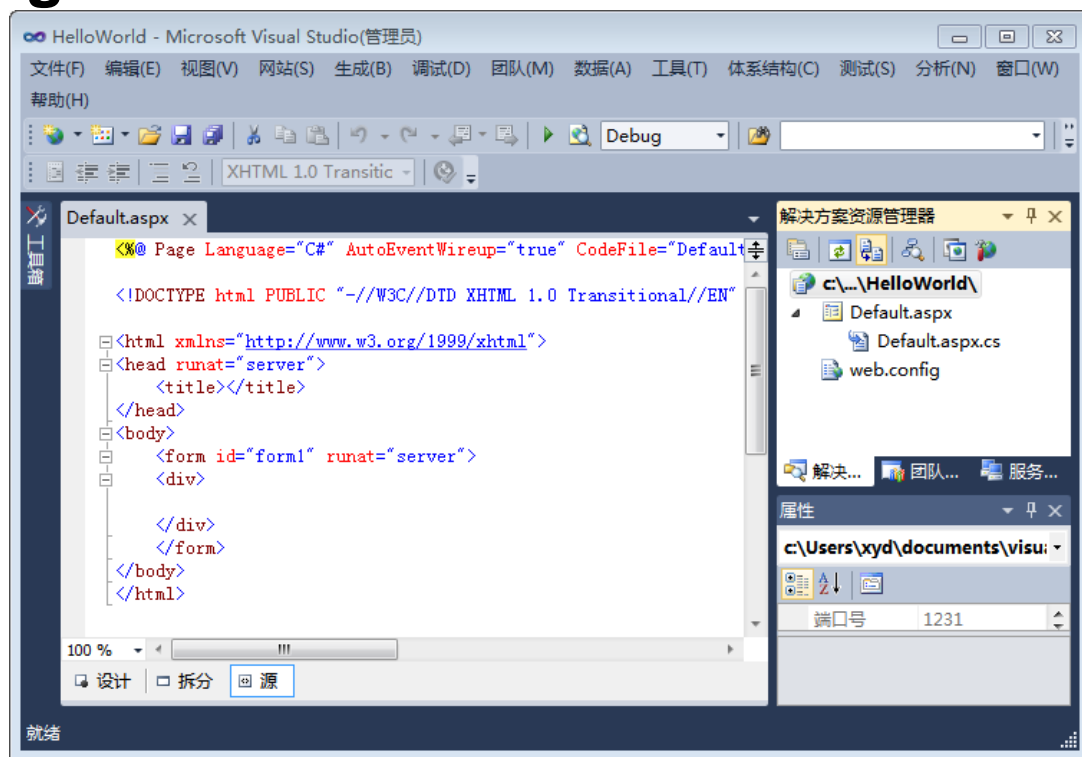 HelloWorld - Microsoft Visual Studio(管理员)
文件(F) 编辑(E) 视图(V) 网站(S) 生成(B) 调试(D) 团队(M) 数据(A) 工具(T) 体系结构(C) 测试(S) 分析(N) 窗口(W)
帮助(H)
Debug
XHTML 1.0 Transitic
工具箱
Default.aspx
<%@ Page Language="C#" AutoEventWireup="true" CodeFile="Default
<!DOCTYPE html PUBLIC "-//W3C//DTD XHTML 1.0 Transitional//EN"
<html xmlns="http://www.w3.org/1999/xhtml">
<head runat="server">
<title></title>
</head>
<body>
<form id="form1" runat="server">
<div>
</div>
</form>
</body>
</html>
100 %
设计 拆分 源
解决方案资源管理器
c:\...\HelloWorld\
Default.aspx
Default.aspx.cs
web.config
解决... 团队... 服务...
属性
c:\Users\xyd\documents\visu
端口号 1231
就绪